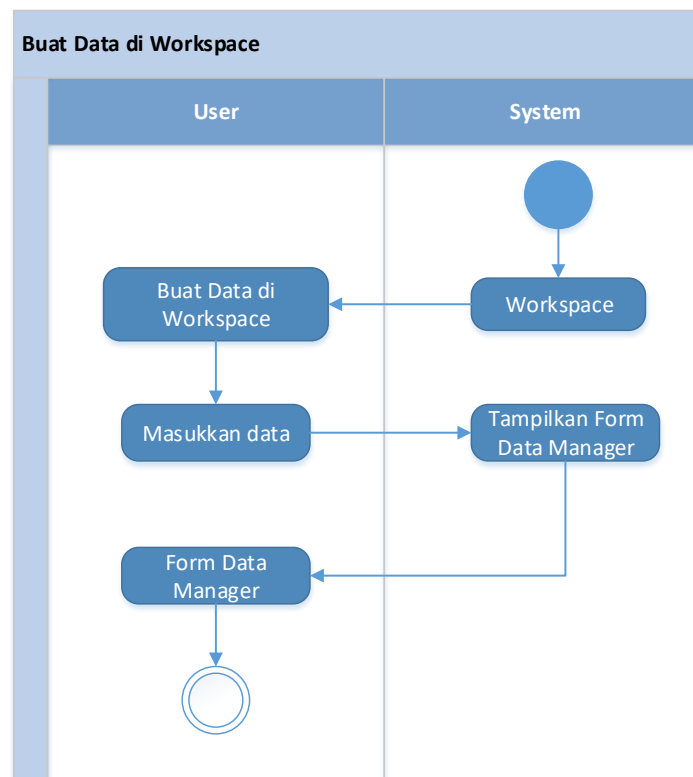 Buat Data di Workspace
User
System
Workspace
Buat Data di
Workspace
Masukkan data
Tampilkan Form
Data Manager
Form Data
Manager